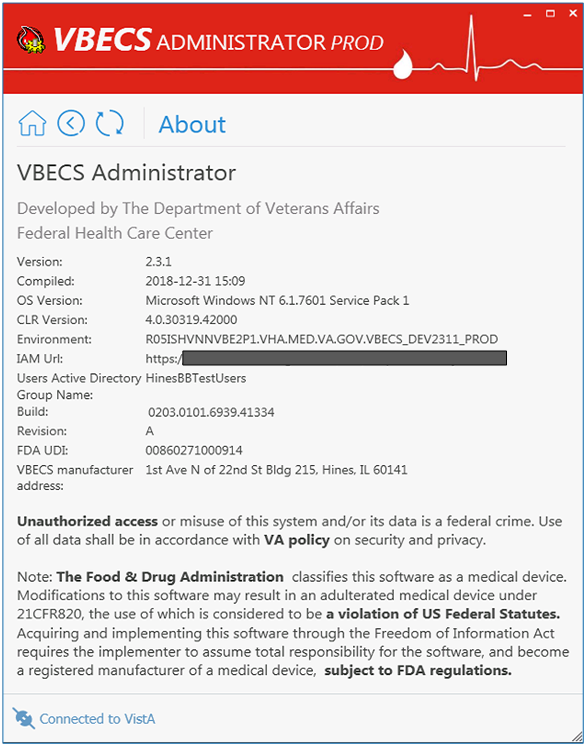 VBECS ADMINISTRATOR PROD
About
VBECS Administrator
Developed by The Department of Veterans Affairs
Federal Health Care Center
Version: 2.3.1
Compiled: 2018-12-31 15:09
OS Version: Microsoft Windows NT 6.1.7601 Service Pack 1
CLR Version: 4.0.30319.42000
Environment: R05ISHVNNVBE2P1.VHA.MED.VA.GOV.VBECS_DEV2311_PROD
IAM Url: https:/
Users Active Directory HinesBBTestUsers
Group Name:
Build: 0203.0101.6939.41334
Revision: A
FDA UDI: 00860271000914
VBECS manufacturer 1st Ave N of 22nd St Bldg 215, Hines, IL 60141
address:
Unauthorized access or misuse of this system and/or its data is a federal crime. Use
of all data shall be in accordance with VA policy on security and privacy.
Note: The Food & Drug Administration classifies this software as a medical device.
Modifications to this software may result in an adulterated medical device under
21CFR820, the use of which is considered to be a violation of US Federal Statutes.
Acquiring and implementing this software through the Freedom of Information Act
requires the implementer to assume total responsibility for the software, and become
a registered manufacturer of a medical device, subject to FDA regulations.
Connected to VistA